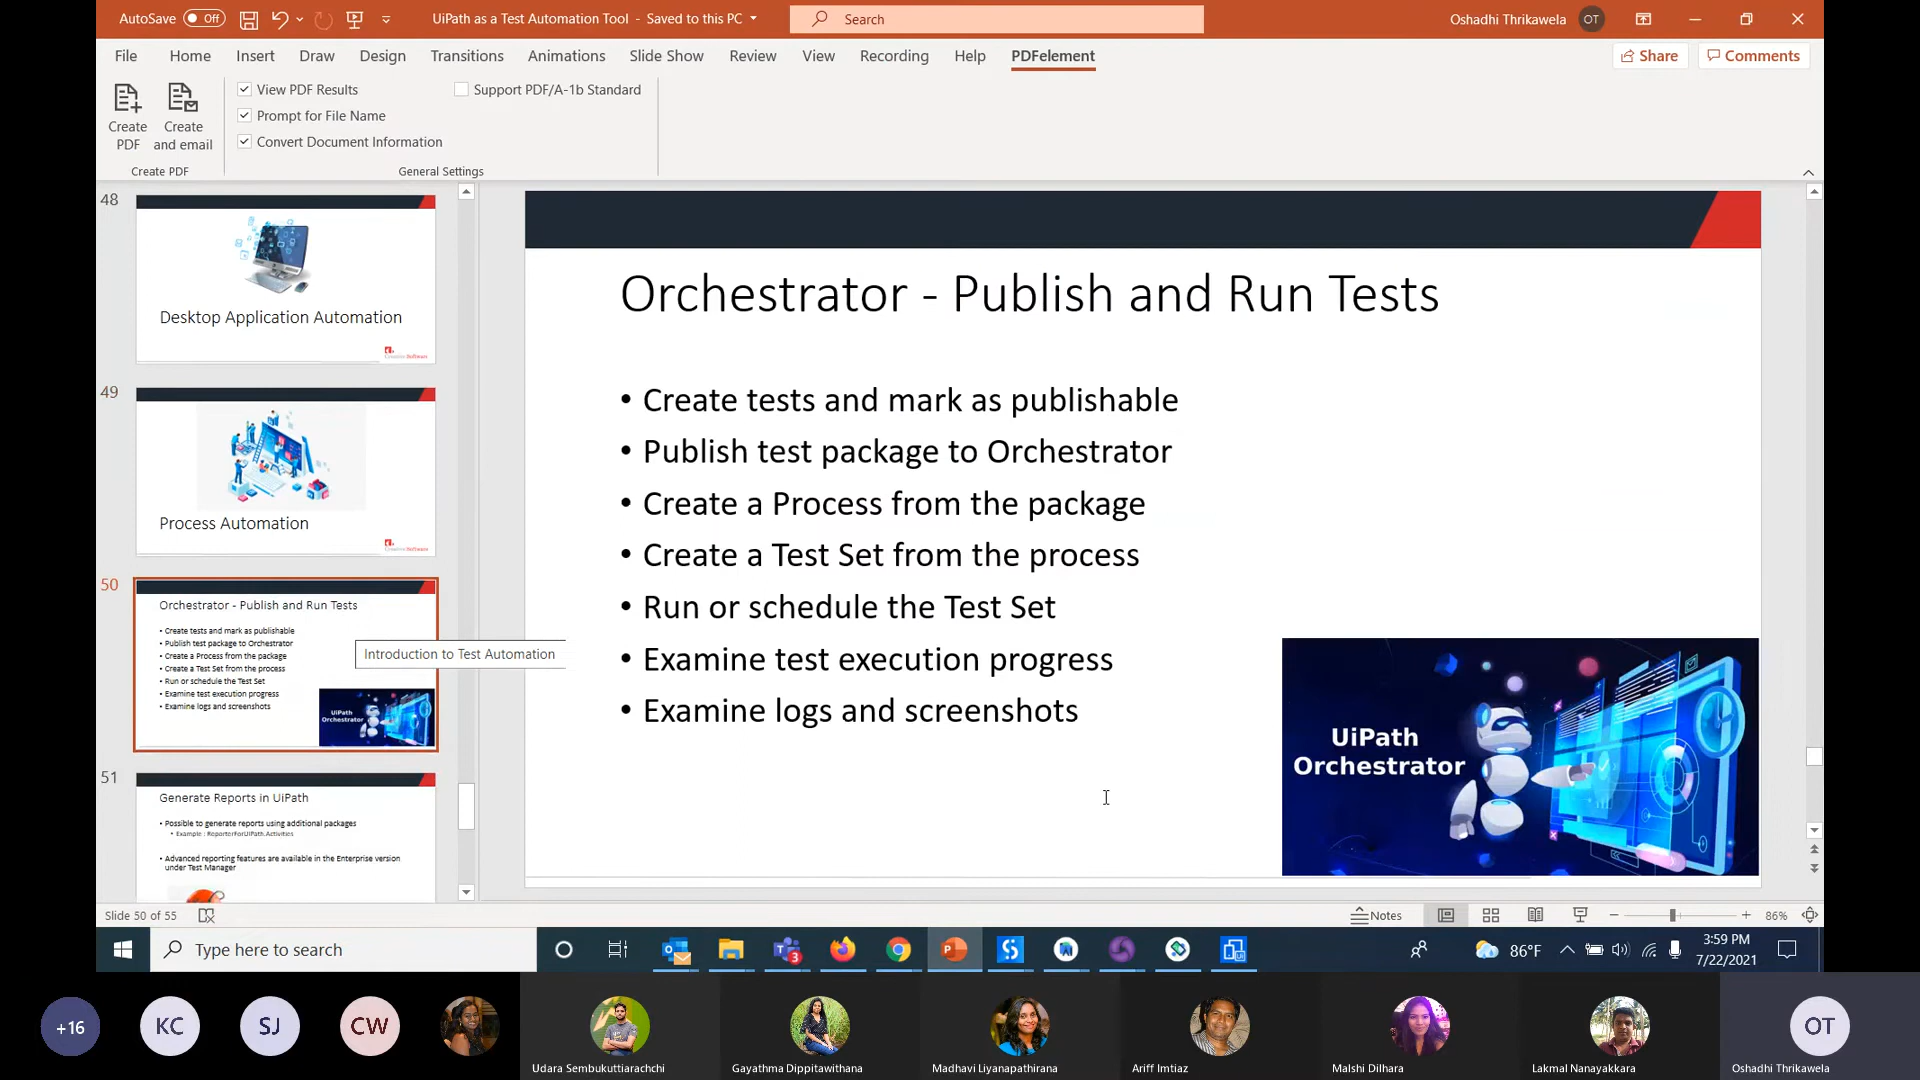 AutoSave Off
UiPath as a Test Automation Tool - Saved to this PC
Search
Oshadhi Thrikawela OT
File Home Insert Draw Design Transitions Animations Slide Show Review View Recording Help PDFelement
Share Comments
Create PDF
Create and email
View PDF Results
Support PDF/A-1b Standard
Prompt for File Name
Convert Document Information
Create PDF
General Settings
48
Desktop Application Automation
49
Process Automation
50
Orchestrator - Publish and Run Tests
• Create tests and mark as publishable
• Publish test package to Orchestrator
• Create a Process from the package
• Create a Test Set from the process
• Run or schedule the Test Set
• Examine test execution progress
• Examine logs and screenshots
UiPath
Orchestrator
Introduction to Test Automation
51
Generate Reports in UiPath
• Possible to generate reports using additional packages
• Example : ReporterForUiPath.Activities
• Advanced reporting features are available in the Enterprise version
under Test Manager
Orchestrator - Publish and Run Tests
• Create tests and mark as publishable
• Publish test package to Orchestrator
• Create a Process from the package
• Create a Test Set from the process
• Run or schedule the Test Set
• Examine test execution progress
• Examine logs and screenshots
UiPath
Orchestrator
Slide 50 of 55
Notes
86%
Type here to search
3
86°F
3:59 PM
7/22/2021
+16
KC
SJ
CW
OT
Udara Sembukuttiarachchi
Gayathma Dippitawithana
Madhavi Liyanapathirana
Ariff Imtiaz
Malshi Dilhara
Lakmal Nanayakkara
Oshadhi Thrikawela